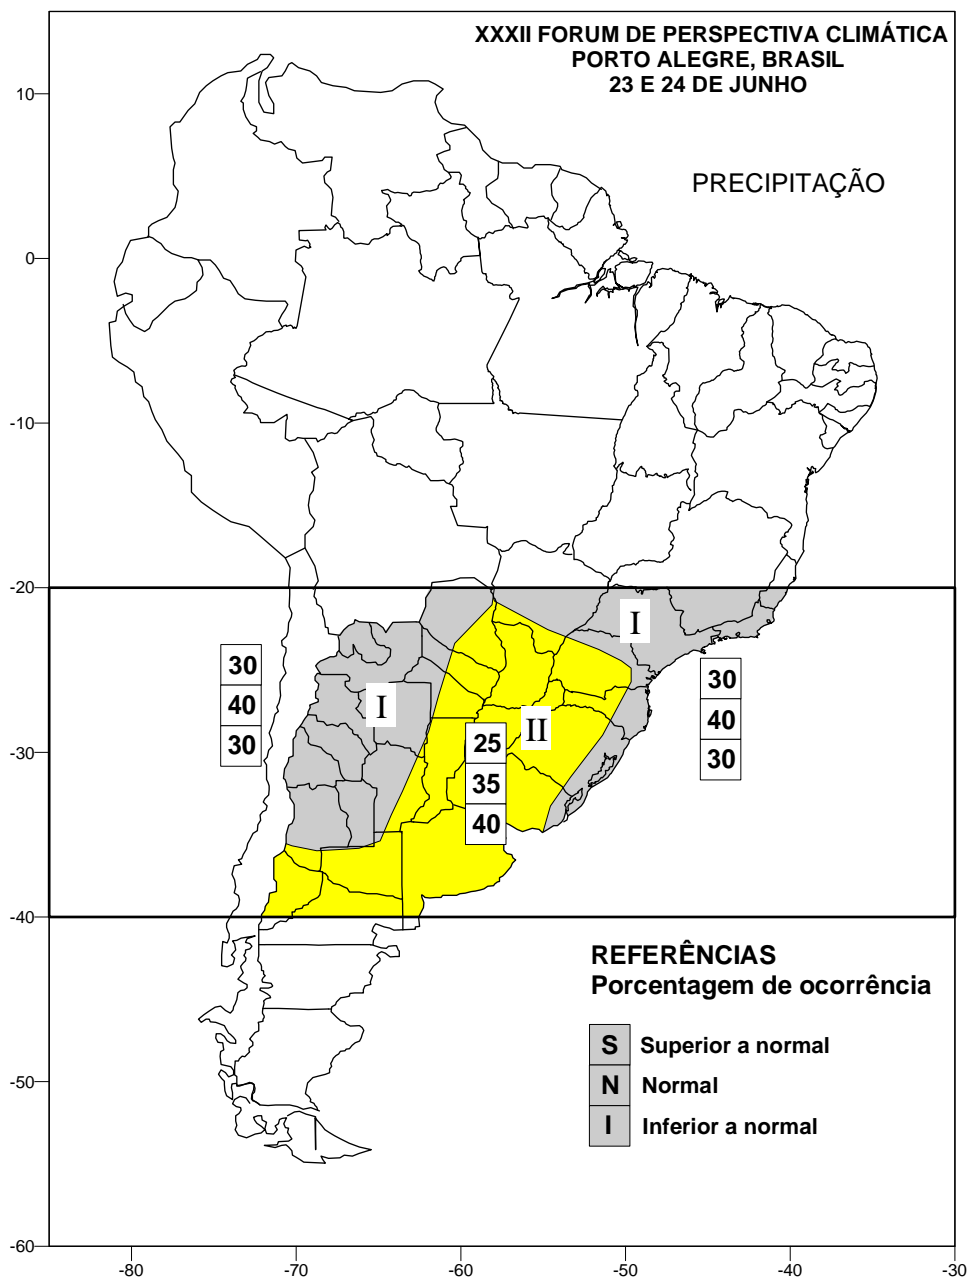 XXXII FORUM DE PERSPECTIVA CLIMÁTICA
PORTO ALEGRE, BRASIL
23 E 24 DE JUNHO
PRECIPITAÇÃO
10
0
-10
-20
-30
-40
-50
-60
-80
-70
-60
-50
-40
-30
I
I
II
30
40
30
25
35
40
30
40
30
REFERÊNCIAS
Porcentagem de ocorrência
S Superior a normal
N Normal
I Inferior a normal